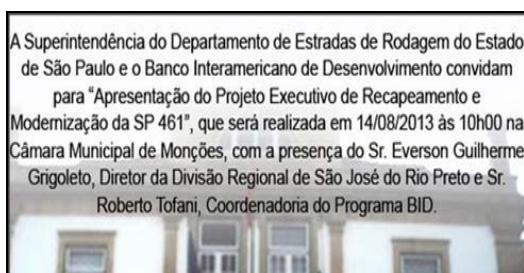 A Superintendência do Departamento de Estradas de Rodagem do Estado
de São Paulo e o Banco Interamericano de Desenvolvimento convidam
para “Apresentação do Projeto Executivo de Recapeamento e
Modernização da SP 461”, que será realizada em 14/08/2013 às 10h00 na
Câmara Municipal de Monções, com a presença do Sr. Everson Guilherme
Grigoleto, Diretor da Divisão Regional de São José do Rio Preto e Sr.
Roberto Tofani, Coordenadoria do Programa BID.